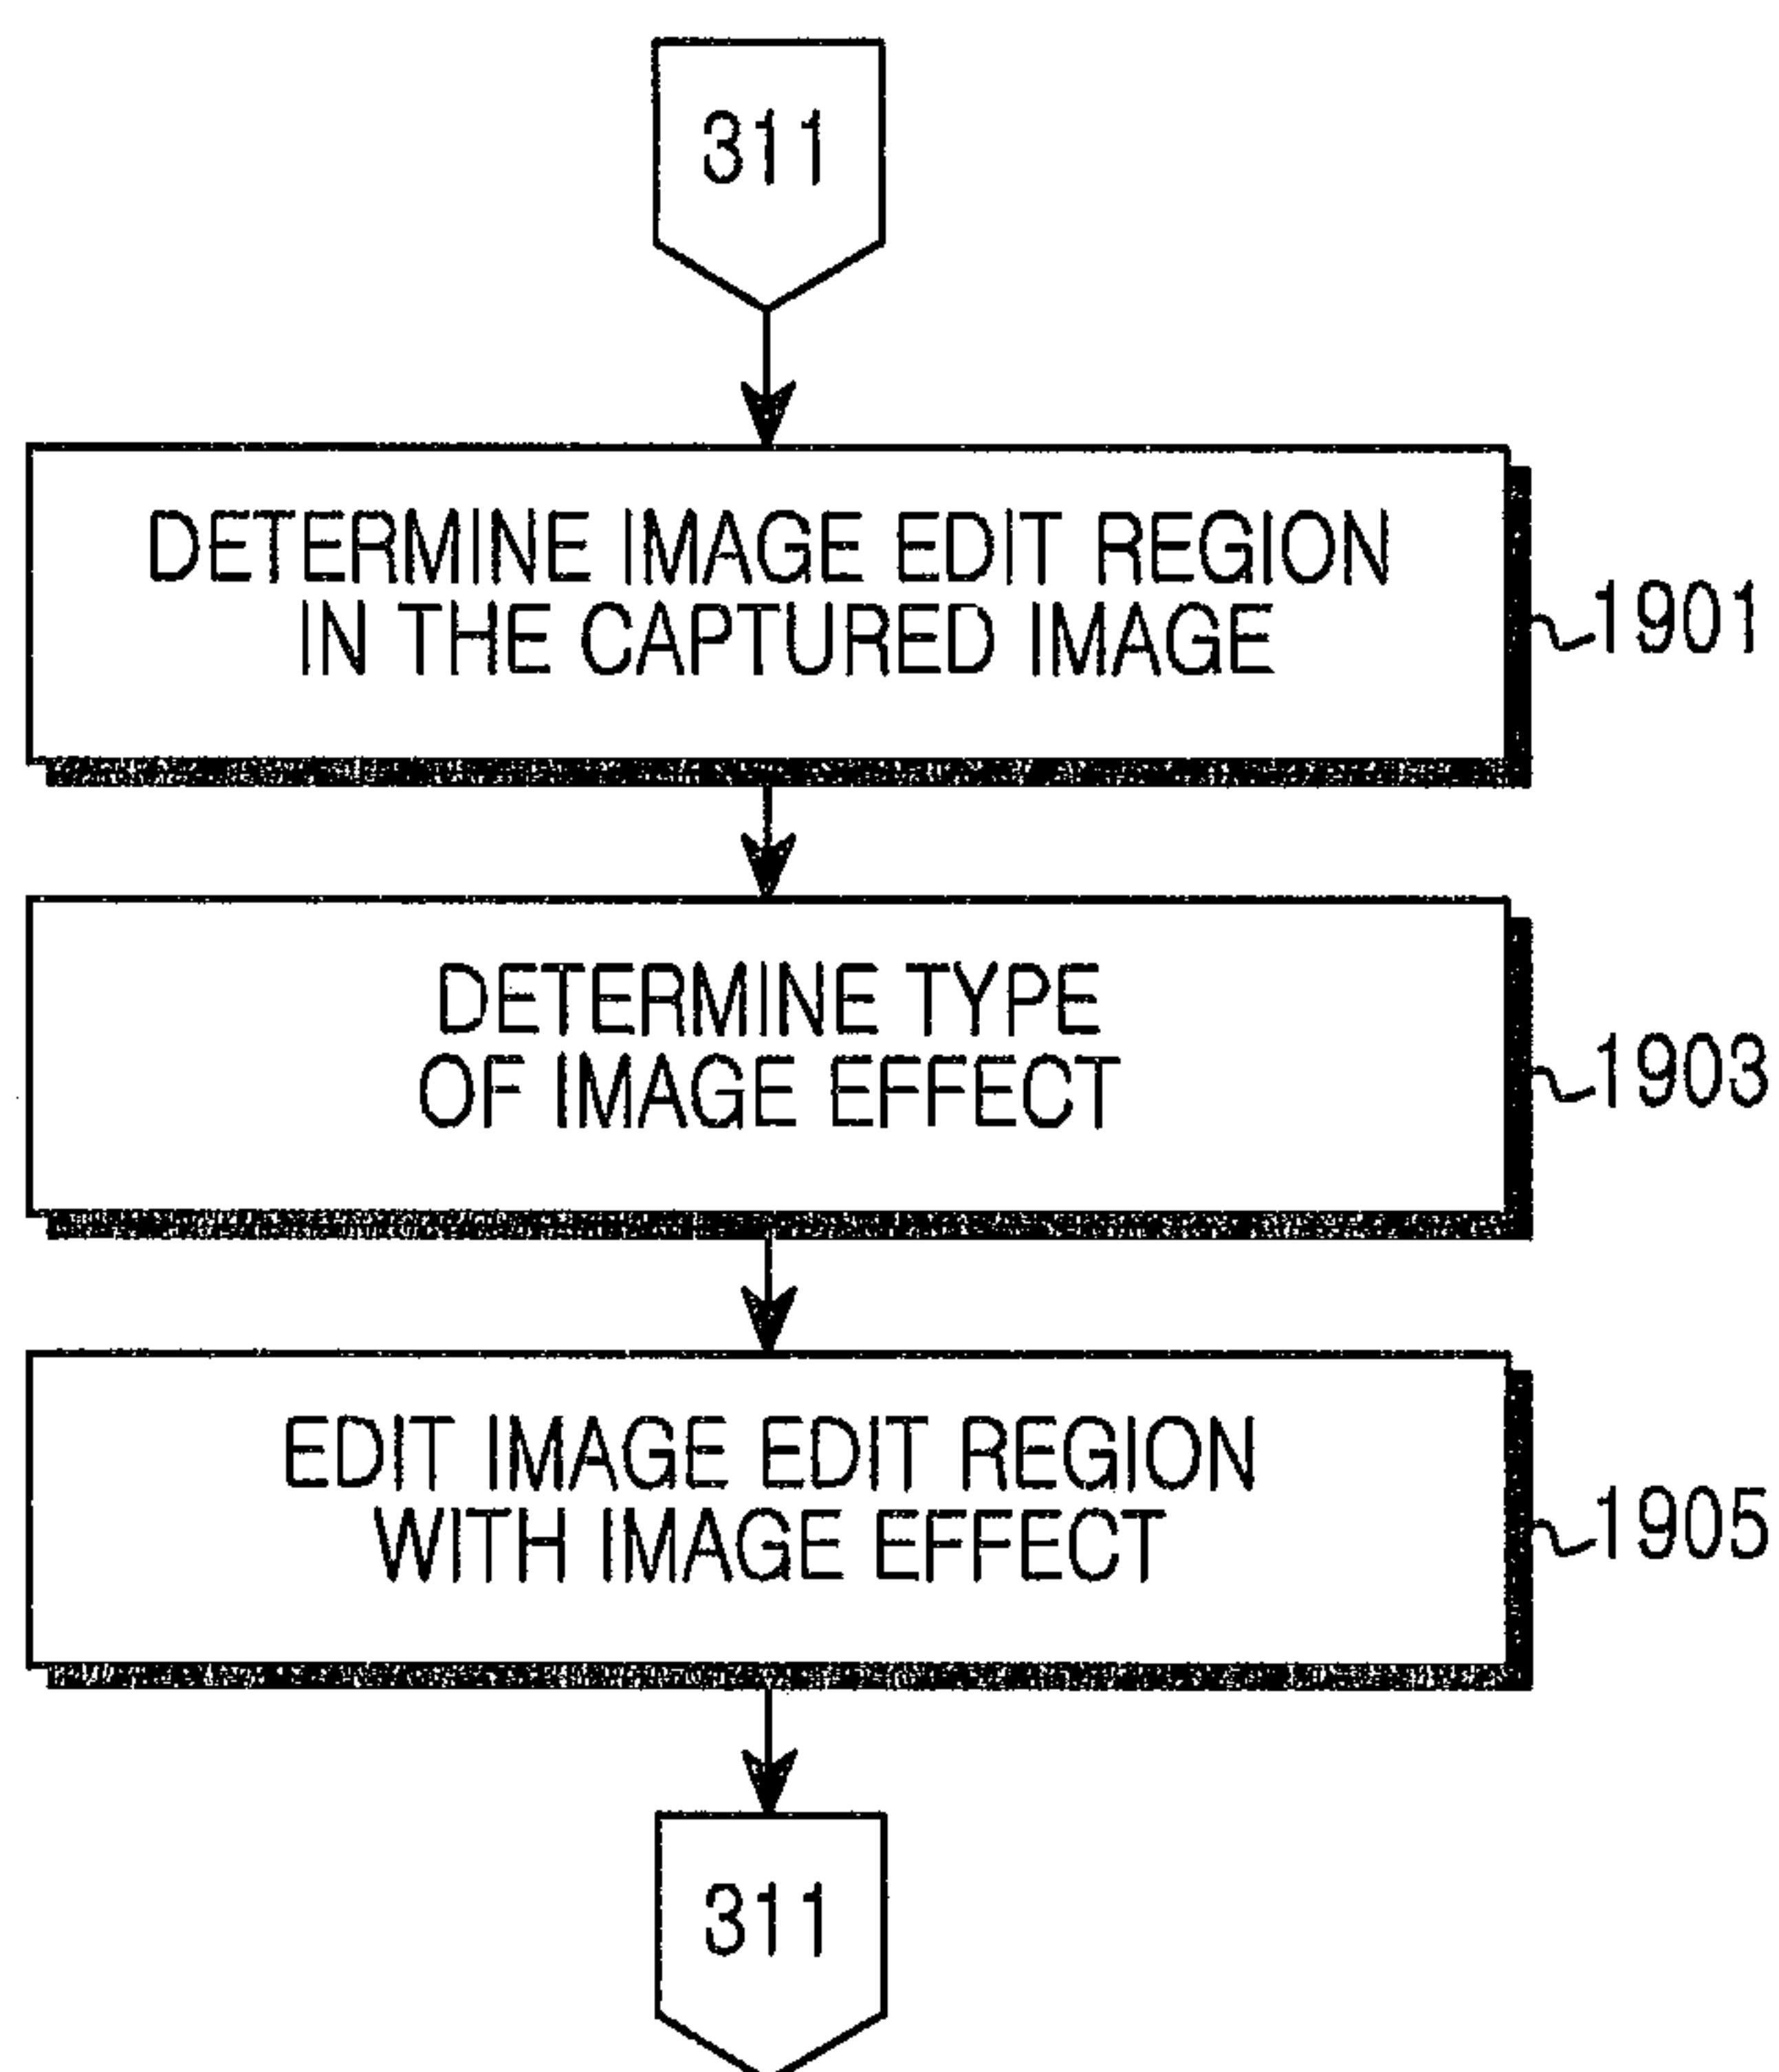 311
DETERMINE IMAGE EDIT REGION
IN THE CAPTURED IMAGE
1901
DETERMINE TYPE
OF IMAGE EFFECT
1903
EDIT IMAGE EDIT REGION
WITH IMAGE EFFECT
1905
311